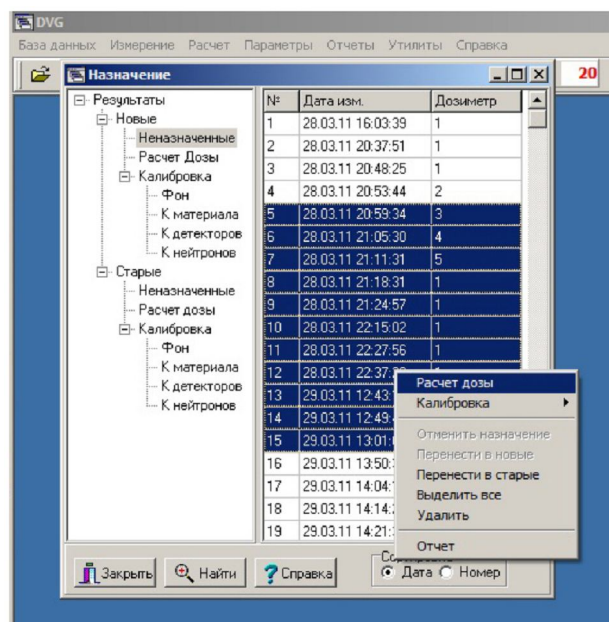 DVG
База данных Измерение Расчет Параметры Отчеты Утилиты Справка
20
Назначение
Результаты
Новые
Неназначенные
Расчет Дозы
Калибровка
Фон
К материала
К детекторов
К нейтронов
Старые
Неназначенные
Расчет дозы
Калибровка
Фон
К материала
К детекторов
К нейтронов
№ Дата изм. Дозиметр
1 28.03.11 16:03:39 1
2 28.03.11 20:37:51 1
3 28.03.11 20:48:25 1
4 28.03.11 20:53:44 2
5 28.03.11 20:59:34 3
6 28.03.11 21:05:30 4
7 28.03.11 21:11:31 5
8 28.03.11 21:18:31 1
9 28.03.11 21:24:57 1
10 28.03.11 22:15:02 1
11 28.03.11 22:27:56 1
12 28.03.11 22:37:
13 29.03.11 12:43:
14 29.03.11 12:49:
15 29.03.11 13:01:
16 29.03.11 13:50:
17 29.03.11 14:04:
18 29.03.11 14:14:
19 29.03.11 14:21:
Расчет дозы
Калибровка
Отменить назначение
Перенести в новые
Перенести в старые
Выделить все
Удалить
Отчет
Закрыть Найти Справка
Дата Номер